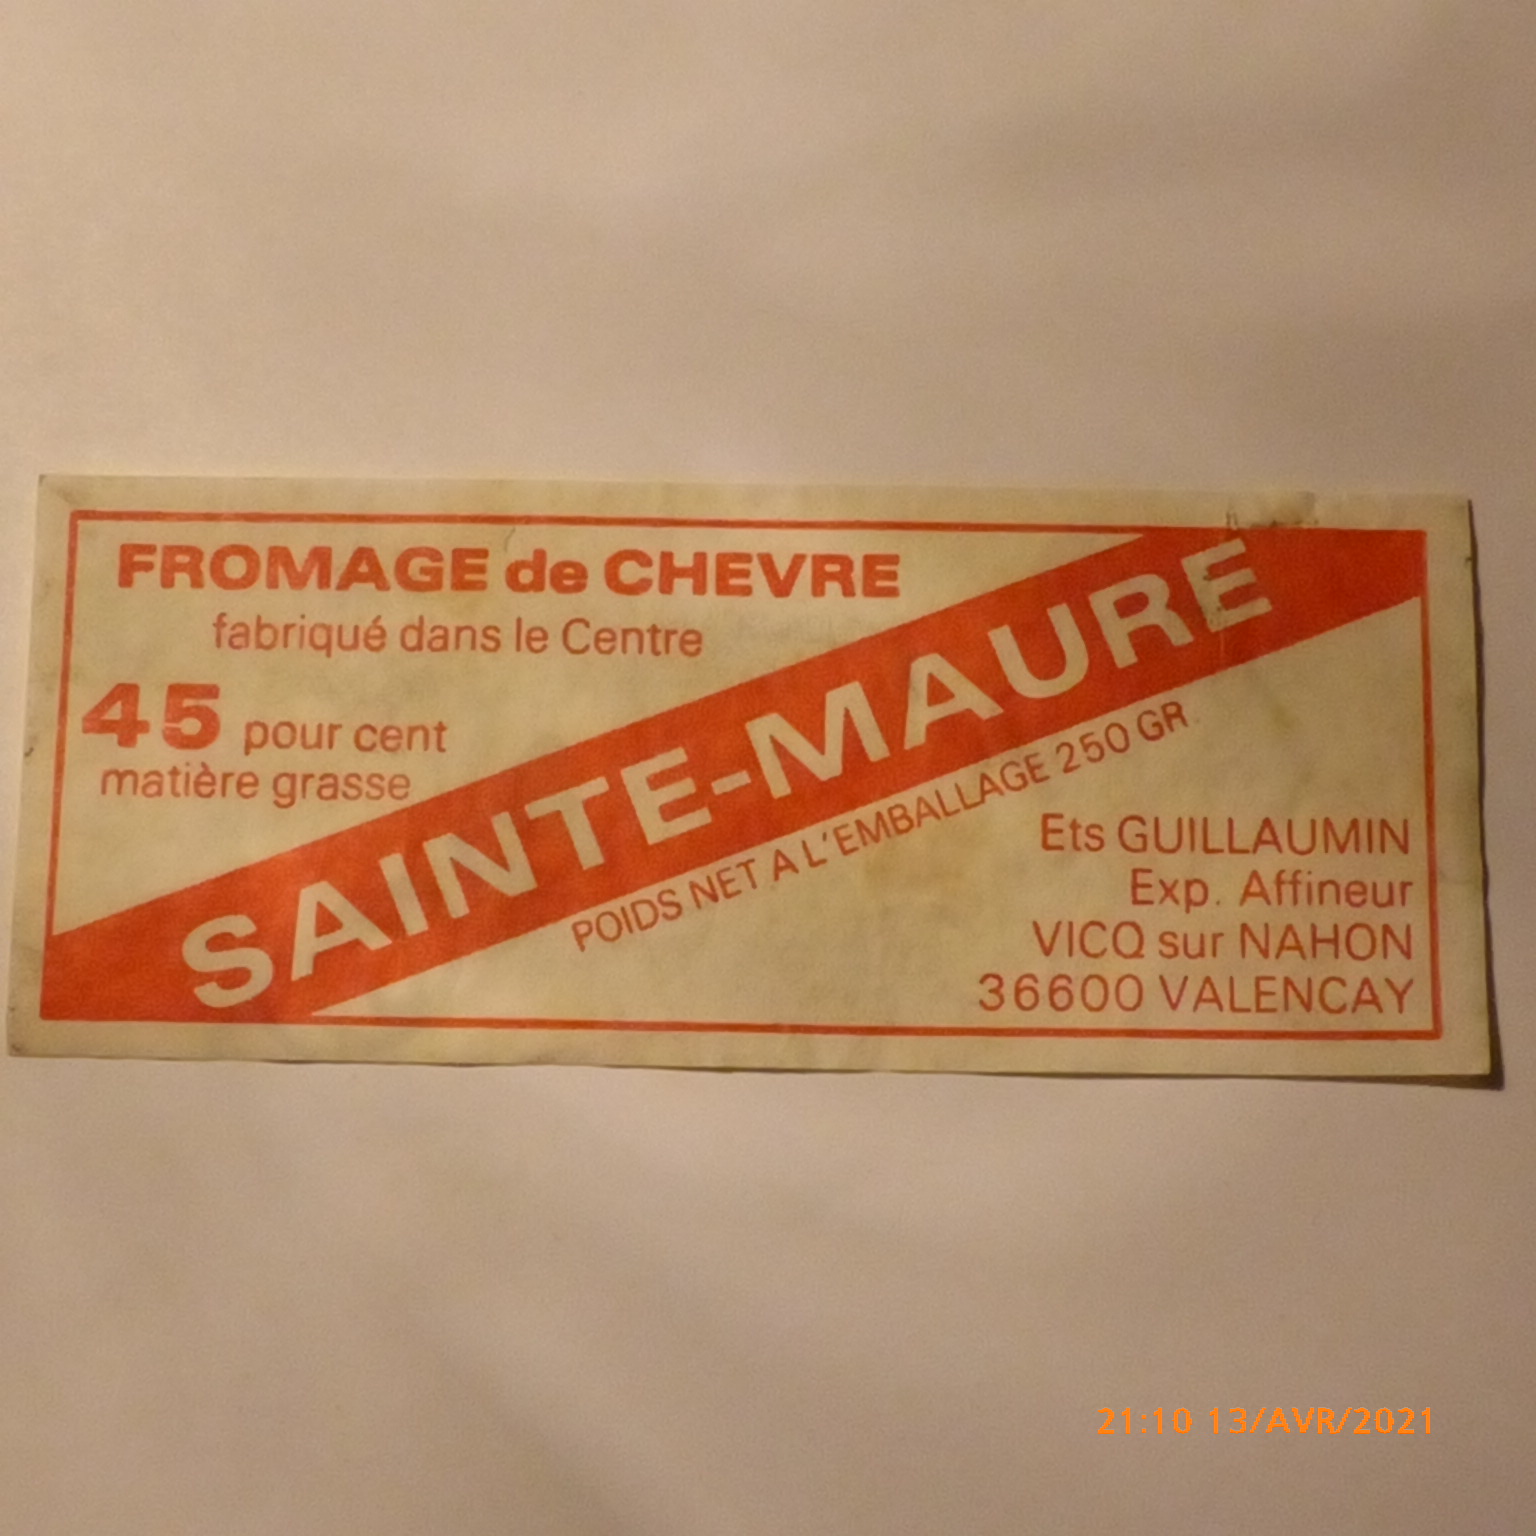 FROMAGE de CHEVRE
fabriqué dans le Centre
45 pour cent
matière grasse
SAINTE-MAURE
POIDS NET A L'EMBALLAGE 250 GR
Ets GUILLAUMIN
Exp. Affineur
VICQ sur NAHON
36600 VALENCAY
21:10 13/AVR/2021